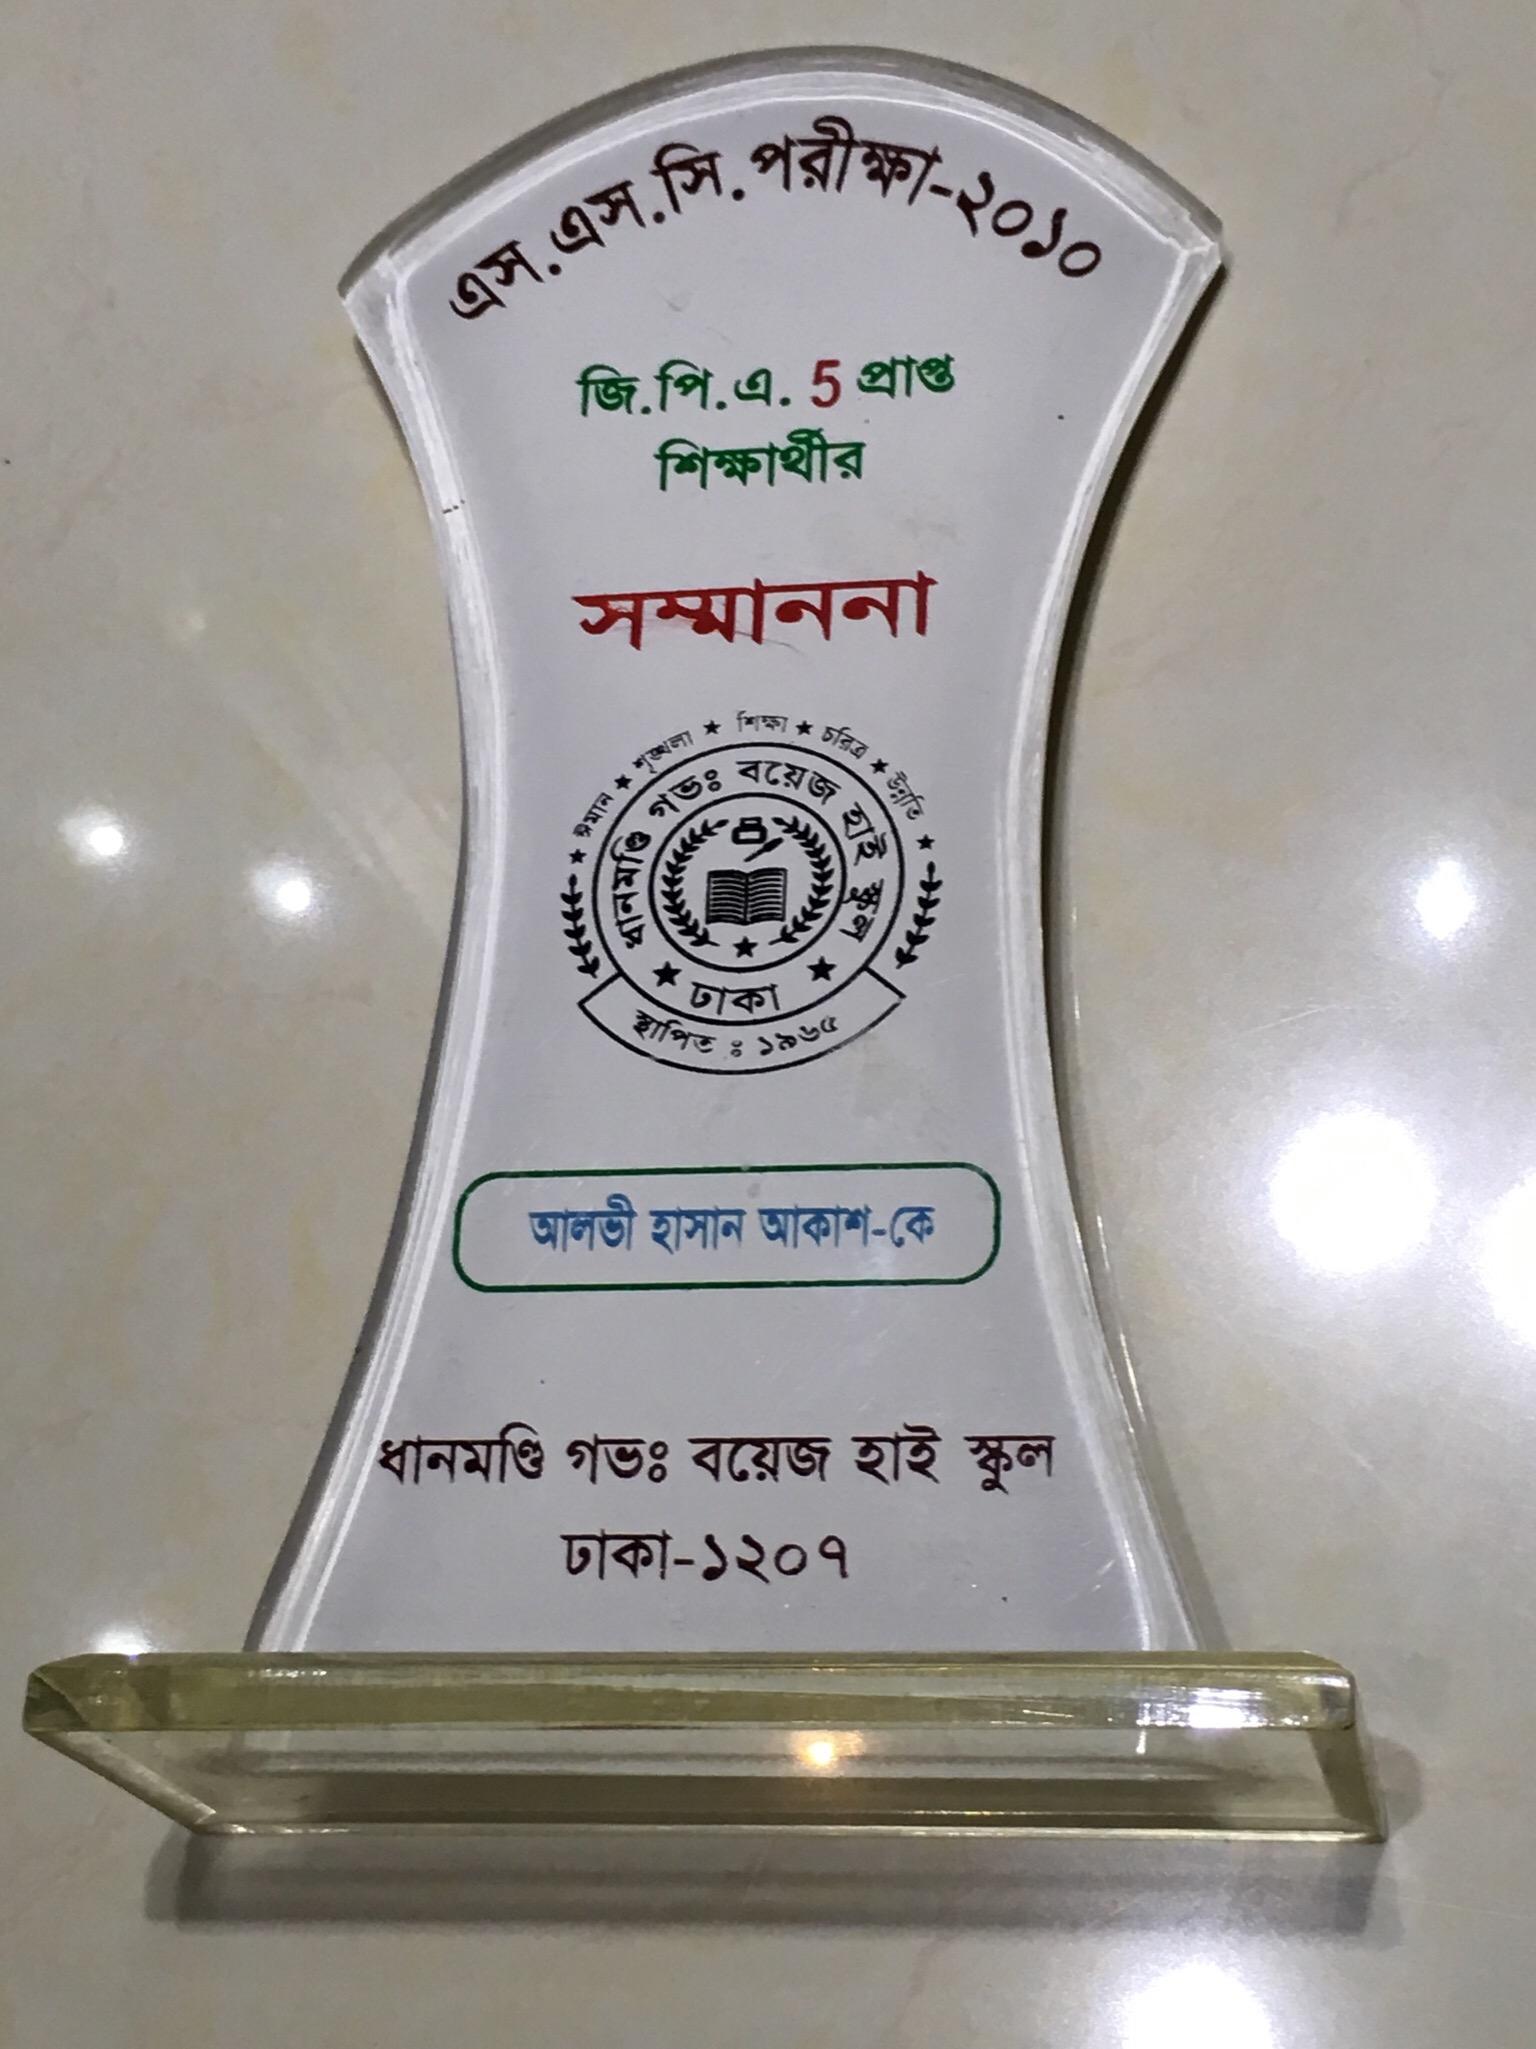 এস.এস.সি.পরীক্ষা-২০১০
জি.পি.এ. 5 প্রাপ্ত
শিক্ষার্থীর
সম্মাননা
ঈমান ★ শৃঙ্খলা ★ শিক্ষা ★ চরিত্র ★ উন্নতি
ধানমণ্ডি গভঃ বয়েজ হাই স্কুল
ঢাকা
স্থাপিত : ১৯৬৫
আলভী হাসান আকাশ-কে
ধানমণ্ডি গভঃ বয়েজ হাই স্কুল
ঢাকা-১২০৭